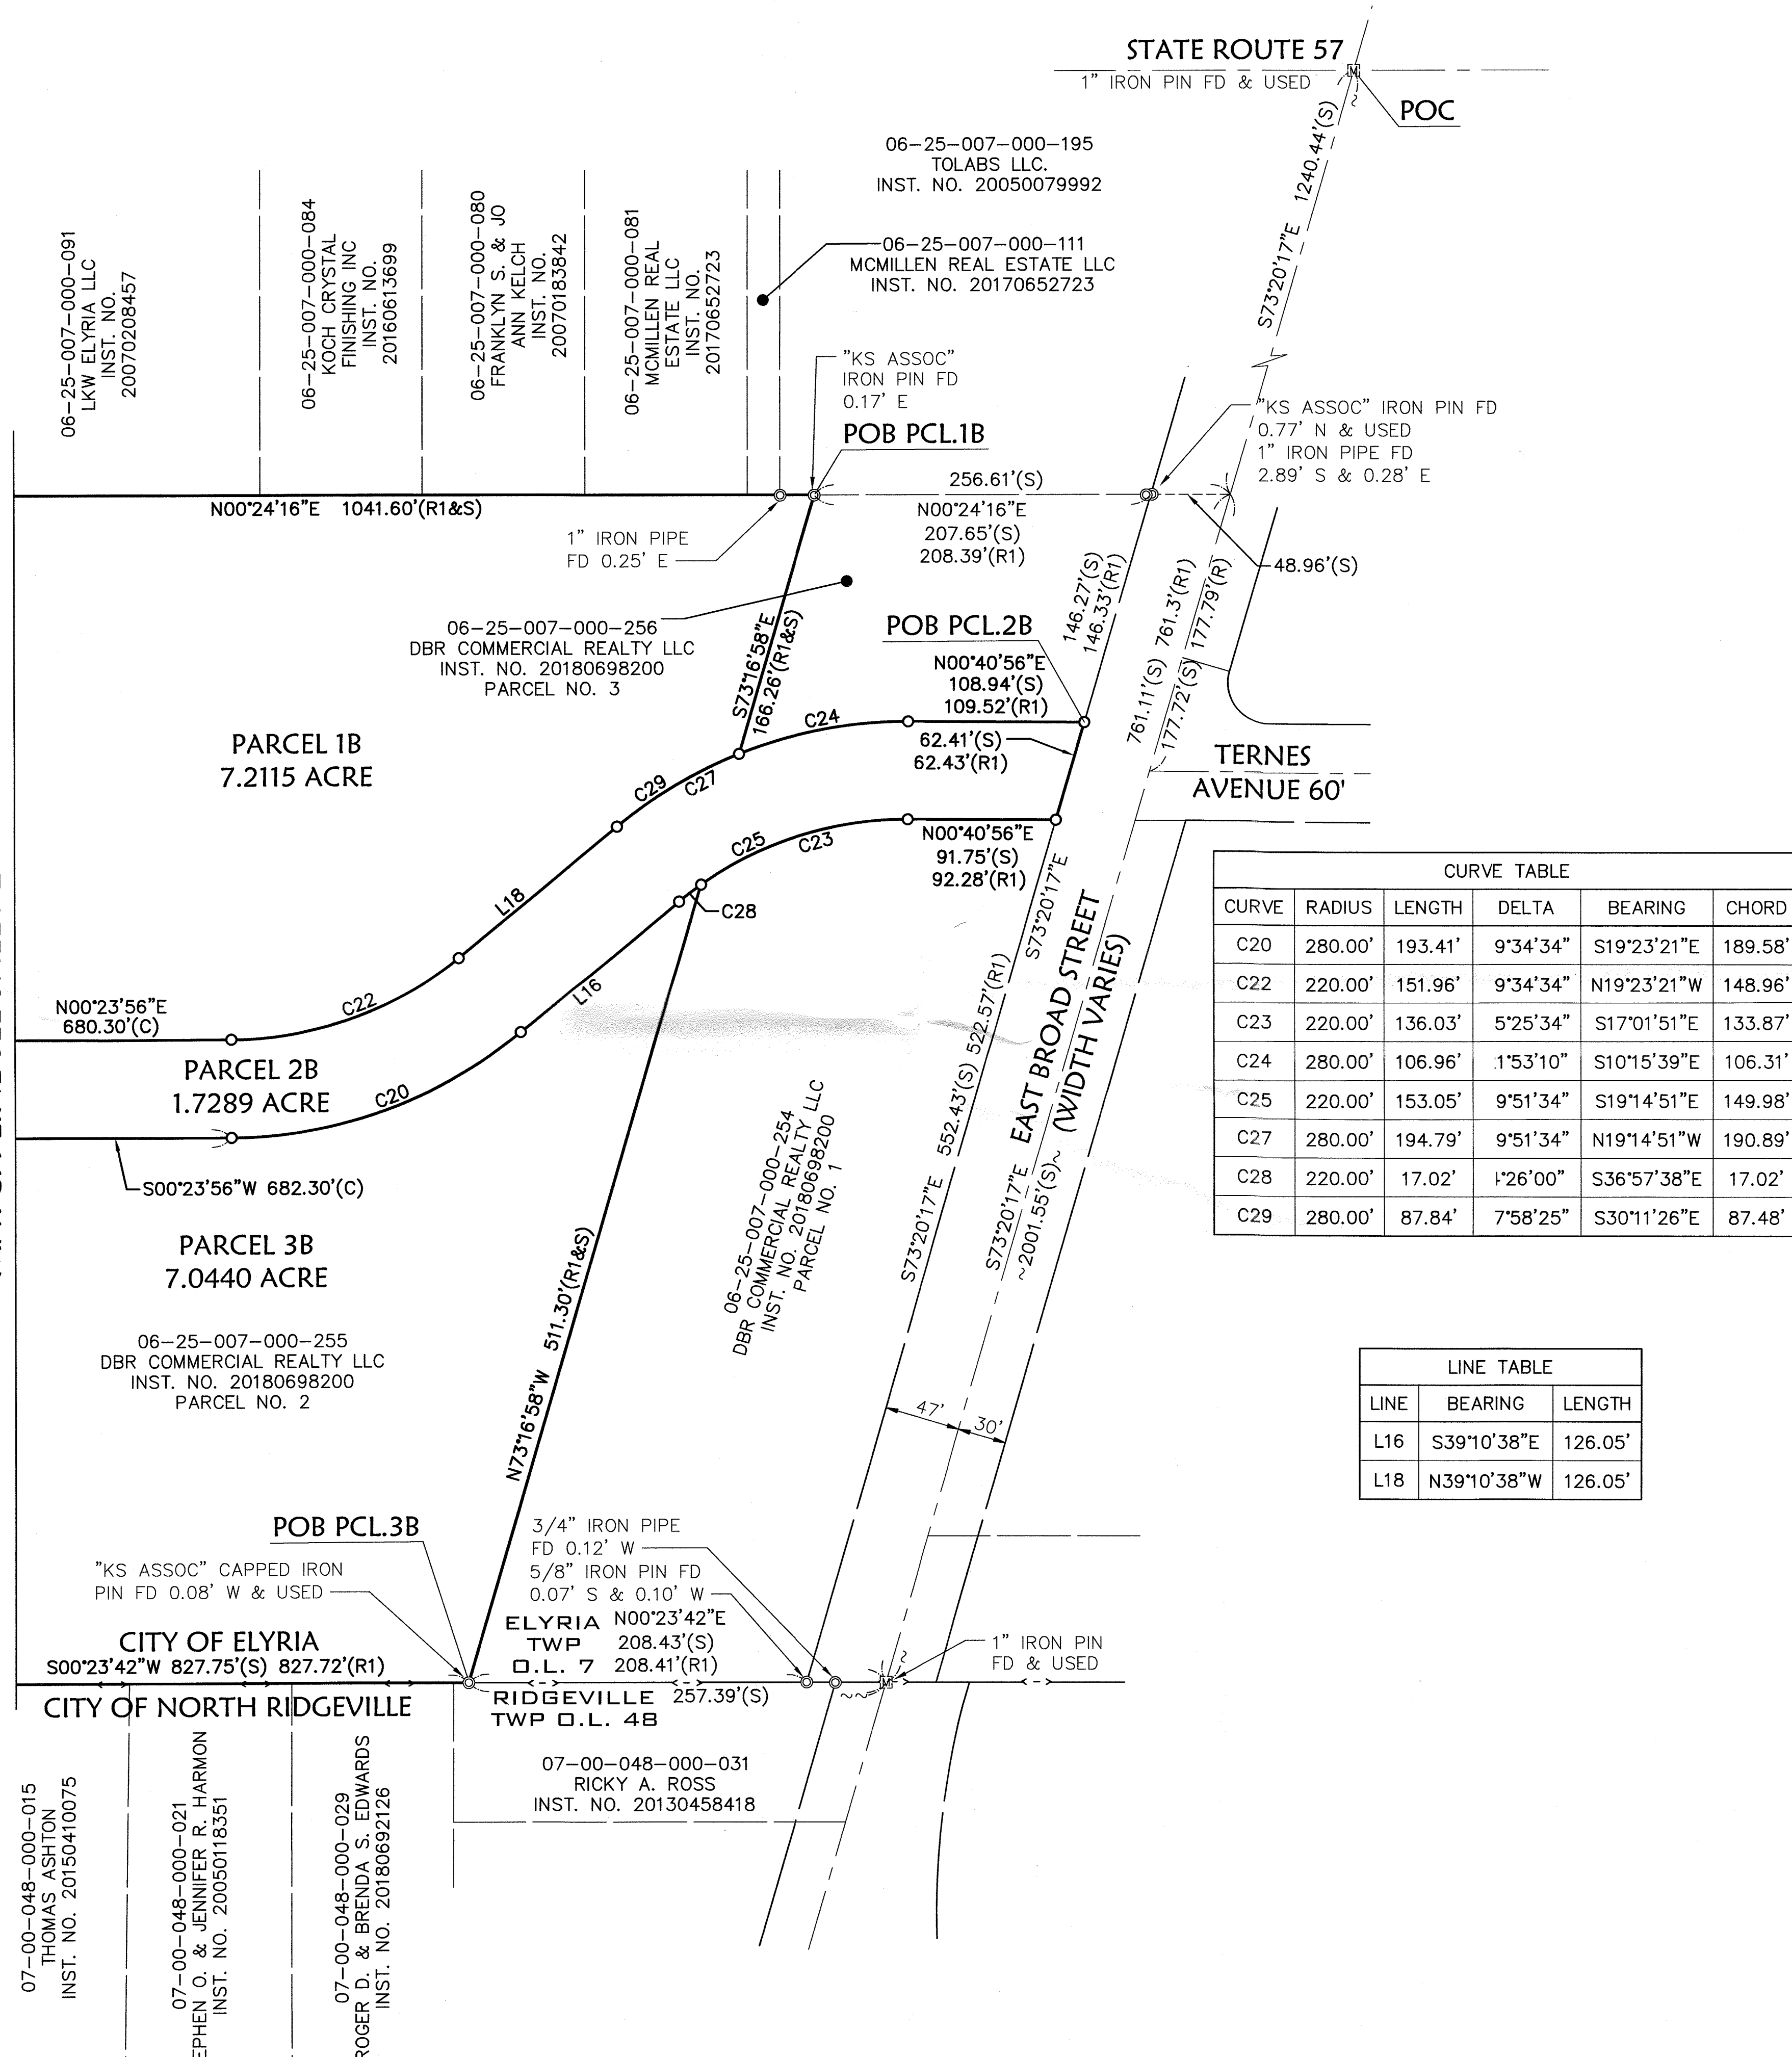 STATE ROUTE 57
1" IRON PIN FD & USED
POC
S73°20'17"E 1240.44'(S)
06-25-007-000-195
TOLABS LLC.
INST. NO. 20050079992
06-25-007-000-111
MCMILLEN REAL ESTATE LLC
INST. NO. 20170652723
06-25-007-000-091
LKW ELYRIA LLC
INST. NO.
20070208457
06-25-007-000-084
KOCH CRYSTAL
FINISHING INC
INST. NO.
20160613699
06-25-007-000-080
FRANKLYN S. & JO
ANN KELCH
INST. NO.
20070183842
06-25-007-000-081
MCMILLEN REAL
ESTATE LLC
INST. NO.
20170652723
"KS ASSOC"
IRON PIN FD
0.17' E
POB PCL.1B
"KS ASSOC" IRON PIN FD
0.77' N & USED
1" IRON PIPE FD
2.89' S & 0.28' E
N00°24'16"E 1041.60'(R1&S)
256.61'(S)
N00°24'16"E
207.65'(S)
208.39'(R1)
1" IRON PIPE
FD 0.25' E
48.96'(S)
146.27'(S)
146.33'(R1)
761.11'(S) 761.3'(R1)
177.72'(S) 177.79'(R)
S73°16'58"E
166.26'(R1&S)
06-25-007-000-256
DBR COMMERCIAL REALTY LLC
INST. NO. 20180698200
PARCEL NO. 3
POB PCL.2B
N00°40'56"E
108.94'(S)
109.52'(R1)
C24
62.41'(S)
62.43'(R1)
TERNES
AVENUE 60'
PARCEL 1B
7.2115 ACRE
C29
C27
C25
C23
N00°40'56"E
91.75'(S)
92.28'(R1)
S73°20'17"E
L18
C28
L16
C22
C20
N00°23'56"E
680.30'(C)
PARCEL 2B
1.7289 ACRE
S00°23'56"W 682.30'(C)
EAST BROAD STREET
(WIDTH VARIES)
S73°20'17"E 552.43'(S) 522.57'(R1)
S73°20'17"E
~2001.55'(S)~
CURVE TABLE
CURVE RADIUS LENGTH DELTA BEARING CHORD
C20 280.00' 193.41' 9°34'34" S19°23'21"E 189.58'
C22 220.00' 151.96' 9°34'34" N19°23'21"W 148.96'
C23 220.00' 136.03' 5°25'34" S17°01'51"E 133.87'
C24 280.00' 106.96' 1°53'10" S10°15'39"E 106.31'
C25 220.00' 153.05' 9°51'34" S19°14'51"E 149.98'
C27 280.00' 194.79' 9°51'34" N19°14'51"W 190.89'
C28 220.00' 17.02' °26'00" S36°57'38"E 17.02'
C29 280.00' 87.84' 7°58'25" S30°11'26"E 87.48'
PARCEL 3B
7.0440 ACRE
06-25-007-000-255
DBR COMMERCIAL REALTY LLC
INST. NO. 20180698200
PARCEL NO. 2
N73°16'58"W 511.30'(R1&S)
06-25-007-000-254
DBR COMMERCIAL REALTY LLC
INST. NO. 20180698200
PARCEL NO. 1
LINE TABLE
LINE BEARING LENGTH
L16 S39°10'38"E 126.05'
L18 N39°10'38"W 126.05'
47'
30'
POB PCL.3B
"KS ASSOC" CAPPED IRON
PIN FD 0.08' W & USED
3/4" IRON PIPE
FD 0.12' W
5/8" IRON PIN FD
0.07' S & 0.10' W
ELYRIA
TWP
O.L. 7
N00°23'42"E
208.43'(S)
208.41'(R1)
1" IRON PIN
FD & USED
CITY OF ELYRIA
S00°23'42"W 827.75'(S) 827.72'(R1)
CITY OF NORTH RIDGEVILLE
RIDGEVILLE
TWP O.L. 48
257.39'(S)
07-00-048-000-031
RICKY A. ROSS
INST. NO. 20130458418
07-00-048-000-015
THOMAS ASHTON
INST. NO. 20150410075
07-00-048-000-021
EPHEN O. & JENNIFER R. HARMON
INST. NO. 20050118351
07-00-048-000-029
ROGER D. & BRENDA S. EDWARDS
INST. NO. 20180692126